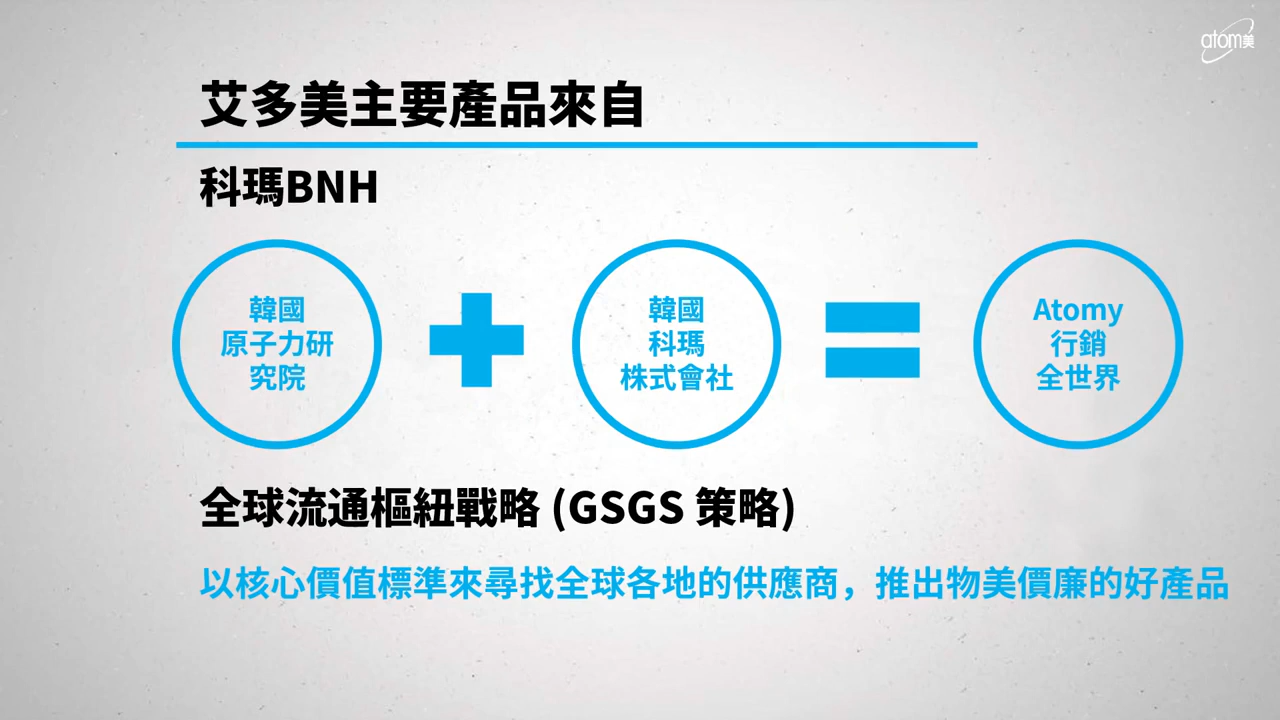 atom美
艾多美主要產品來自
科瑪BNH
韓國
原子力研
究院
韓國
科瑪
株式會社
Atomy
行銷
全世界
全球流通樞紐戰略 (GSGS 策略)
以核心價值標準來尋找全球各地的供應商，推出物美價廉的好產品